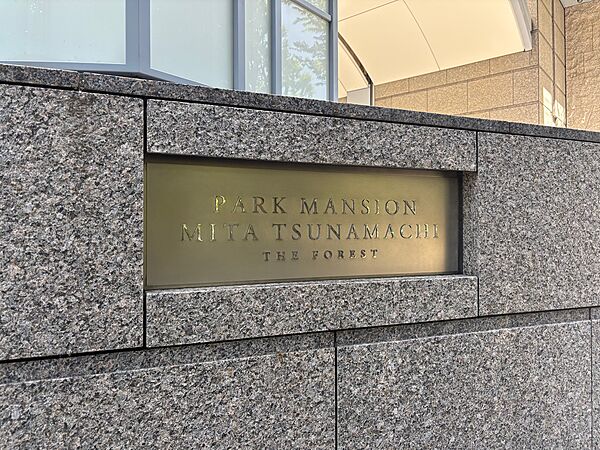 PARK MANSION
MITA TSUNAMACHI
THE FOREST